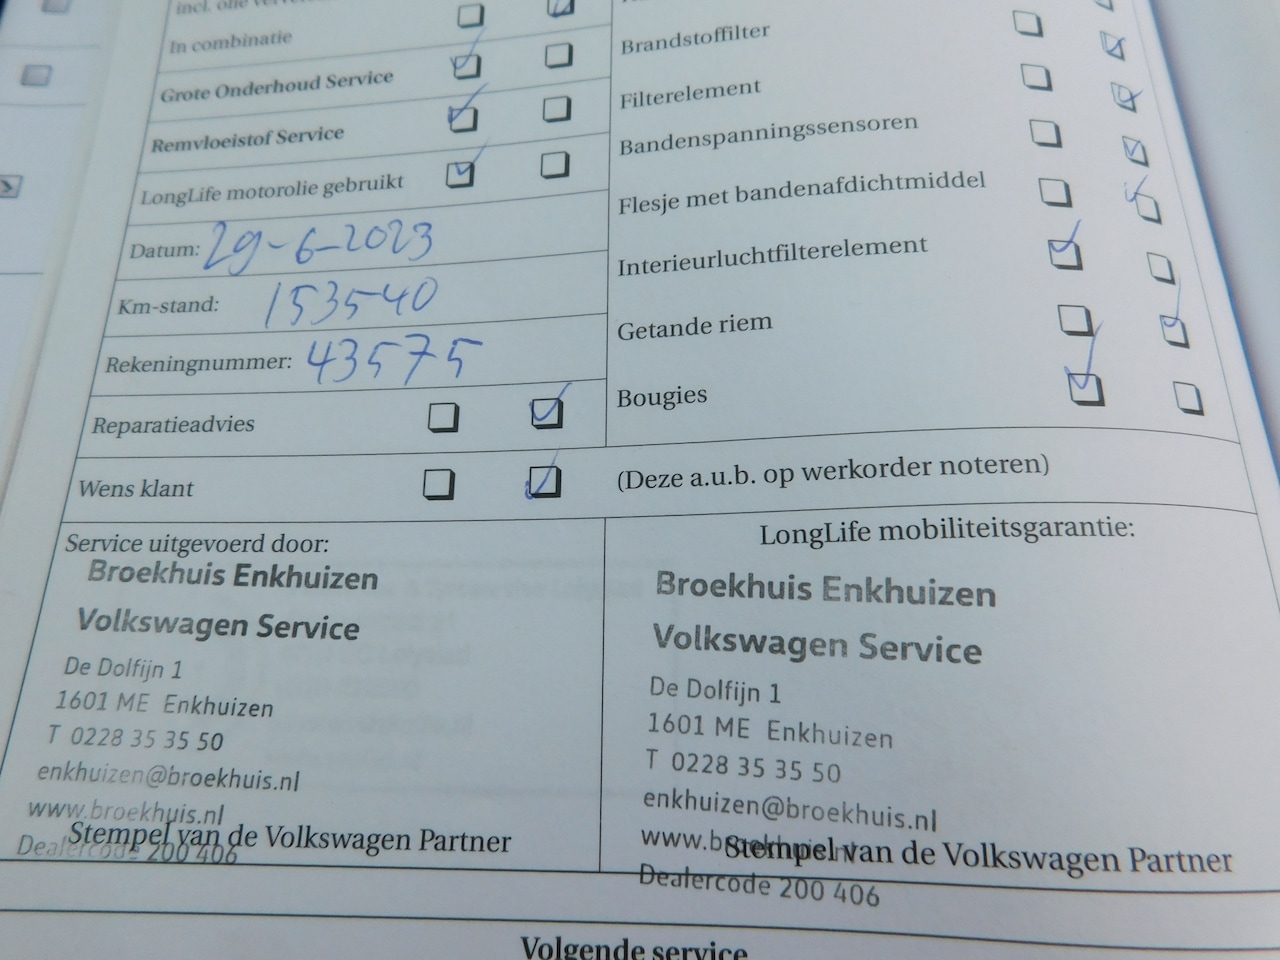 incl. olie
In combinatie
Grote Onderhoud Service
Remvloeistof Service
LongLife motorolie gebruikt
Datum: 29-6-2023
Km-stand: 153540
Rekeningnummer: 43575
Reparatieadvies
Wens klant
Brandstoffilter
Filterelement
Bandenspanningssensoren
Flesje met bandenafdichtmiddel
Interieurluchtfilterelement
Getande riem
Bougies
(Deze a.u.b. op werkorder noteren)
Service uitgevoerd door:
Broekhuis Enkhuizen
Volkswagen Service
De Dolfijn 1
1601 ME Enkhuizen
T 0228 35 35 50
enkhuizen@broekhuis.nl
www.broekhuis.nl
Stempel van de Volkswagen Partner
Dealercode 200 406
LongLife mobiliteitsgarantie:
Broekhuis Enkhuizen
Volkswagen Service
De Dolfijn 1
1601 ME Enkhuizen
T 0228 35 35 50
enkhuizen@broekhuis.nl
www.broekhuis.nl
Stempel van de Volkswagen Partner
Dealercode 200 406
Volgende service